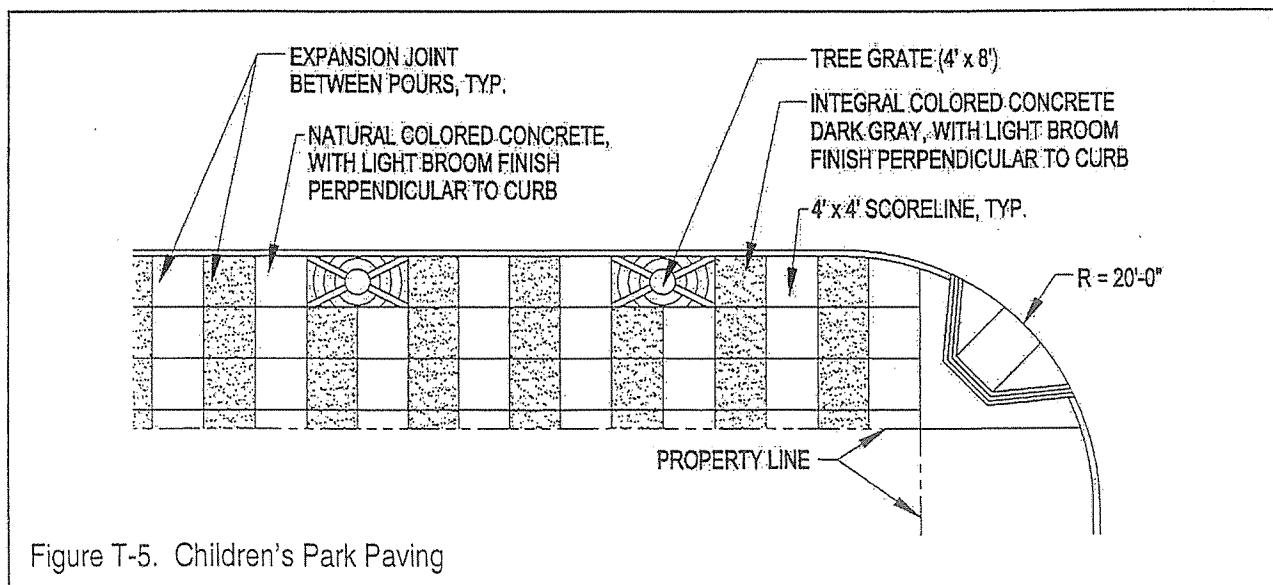 EXPANSION JOINT
BETWEEN POURS, TYP.
NATURAL COLORED CONCRETE,
WITH LIGHT BROOM FINISH
PERPENDICULAR TO CURB
TREE GRATE (4' x 8')
INTEGRAL COLORED CONCRETE
DARK GRAY, WITH LIGHT BROOM
FINISH PERPENDICULAR TO CURB
4' x 4' SCORELINE, TYP.
R = 20'-0"
PROPERTY LINE
Figure T-5. Children's Park Paving